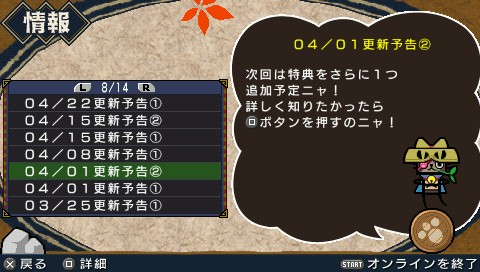 情報
L 8/14 R
04／22更新予告①
04／15更新予告②
04／15更新予告①
04／08更新予告①
04／01更新予告②
04／01更新予告①
03／25更新予告①
04／01更新予告②
次回は特典をさらに1つ
追加予定ニャ！
詳しく知りたかったら
□ボタンを押すのニャ！
×戻る □詳細
START オンラインを終了